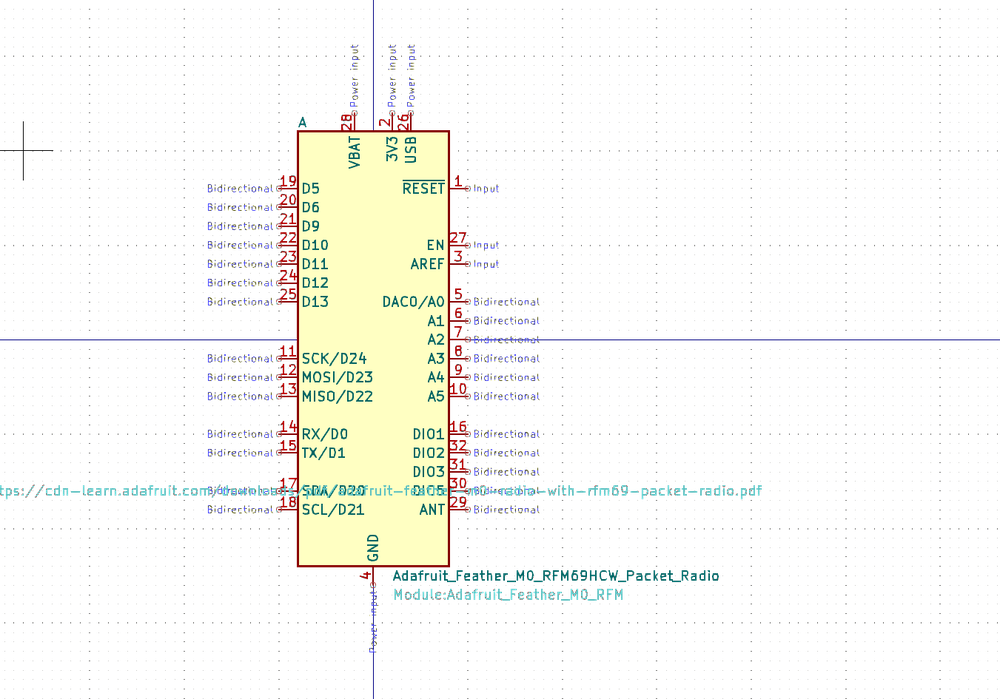 Power input Power input Power input
A 28 2 26
VBAT 3V3 USB
Bidirectional 19 D5 RESET 1 Input
Bidirectional 20 D6
Bidirectional 21 D9
Bidirectional 22 D10 EN 27 Input
Bidirectional 23 D11 AREF 3 Input
Bidirectional 24 D12
Bidirectional 25 D13 DAC0/A0 5 Bidirectional
A1 6 Bidirectional
A2 7 Bidirectional
Bidirectional 11 SCK/D24 A3 8 Bidirectional
Bidirectional 12 MOSI/D23 A4 9 Bidirectional
Bidirectional 13 MISO/D22 A5 10 Bidirectional
Bidirectional 14 RX/D0 DIO1 16 Bidirectional
Bidirectional 15 TX/D1 DIO2 32 Bidirectional
DIO3 31 Bidirectional
17 SDA/D20 DIO5 30 Bidirectional
tps://cdn-learn.adafruit.com/downloads/pdf/adafruit-feather-m0-radio-with-rfm69-packet-radio.pdf
Bidirectional 18 SCL/D21 ANT 29 Bidirectional
GND
4
Adafruit_Feather_M0_RFM69HCW_Packet_Radio
Module:Adafruit_Feather_M0_RFM
Power input